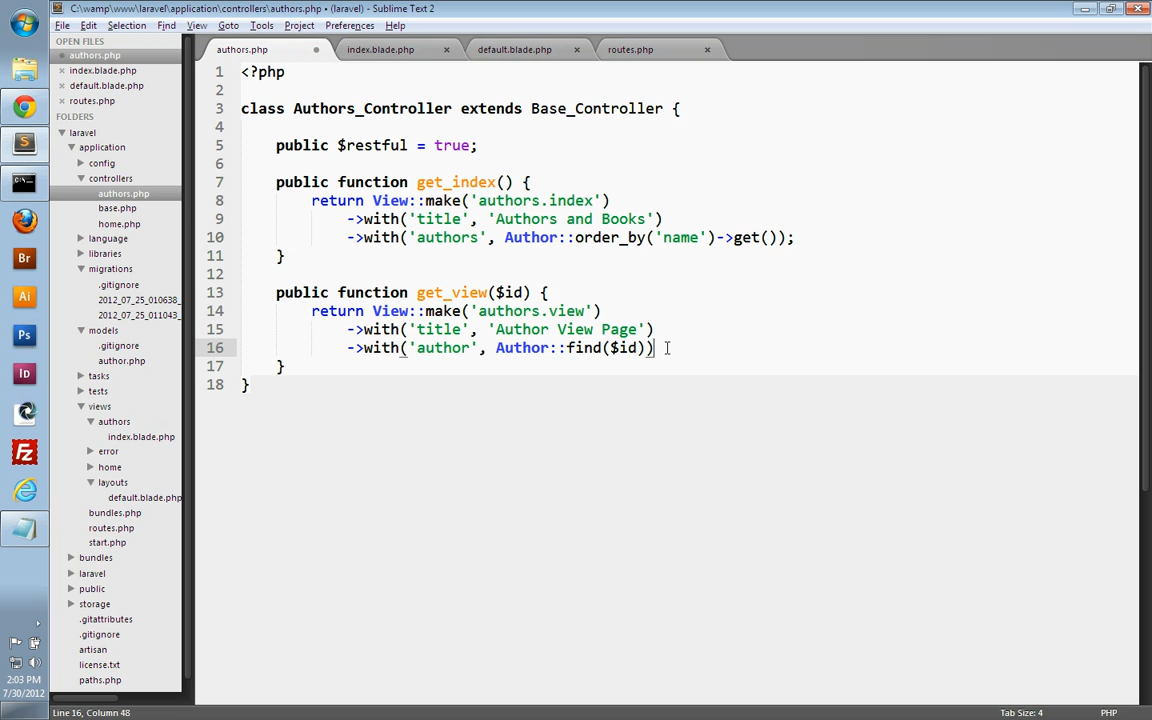 C:\wamp\www\laravel\application\controllers\authors.php • (laravel) - Sublime Text 2
File Edit Selection Find View Goto Tools Project Preferences Help
OPEN FILES
authors.php
index.blade.php
default.blade.php
routes.php
FOLDERS
laravel
application
config
controllers
authors.php
base.php
home.php
language
libraries
migrations
.gitignore
2012_07_25_010638_
2012_07_25_011043_
models
.gitignore
author.php
tasks
tests
views
authors
index.blade.php
error
home
layouts
default.blade.php
bundles.php
routes.php
start.php
bundles
laravel
public
storage
.gitattributes
.gitignore
artisan
license.txt
paths.php
authors.php index.blade.php default.blade.php routes.php
1 <?php
2
3 class Authors_Controller extends Base_Controller {
4
5 public $restful = true;
6
7 public function get_index() {
8 return View::make('authors.index')
9 ->with('title', 'Authors and Books')
10 ->with('authors', Author::order_by('name')->get());
11 }
12
13 public function get_view($id) {
14 return View::make('authors.view')
15 ->with('title', 'Author View Page')
16 ->with('author', Author::find($id))
17 }
18 }
Br
Ai
Ps
Id
Fz
2:03 PM
7/30/2012
Line 16, Column 48
Tab Size: 4
PHP